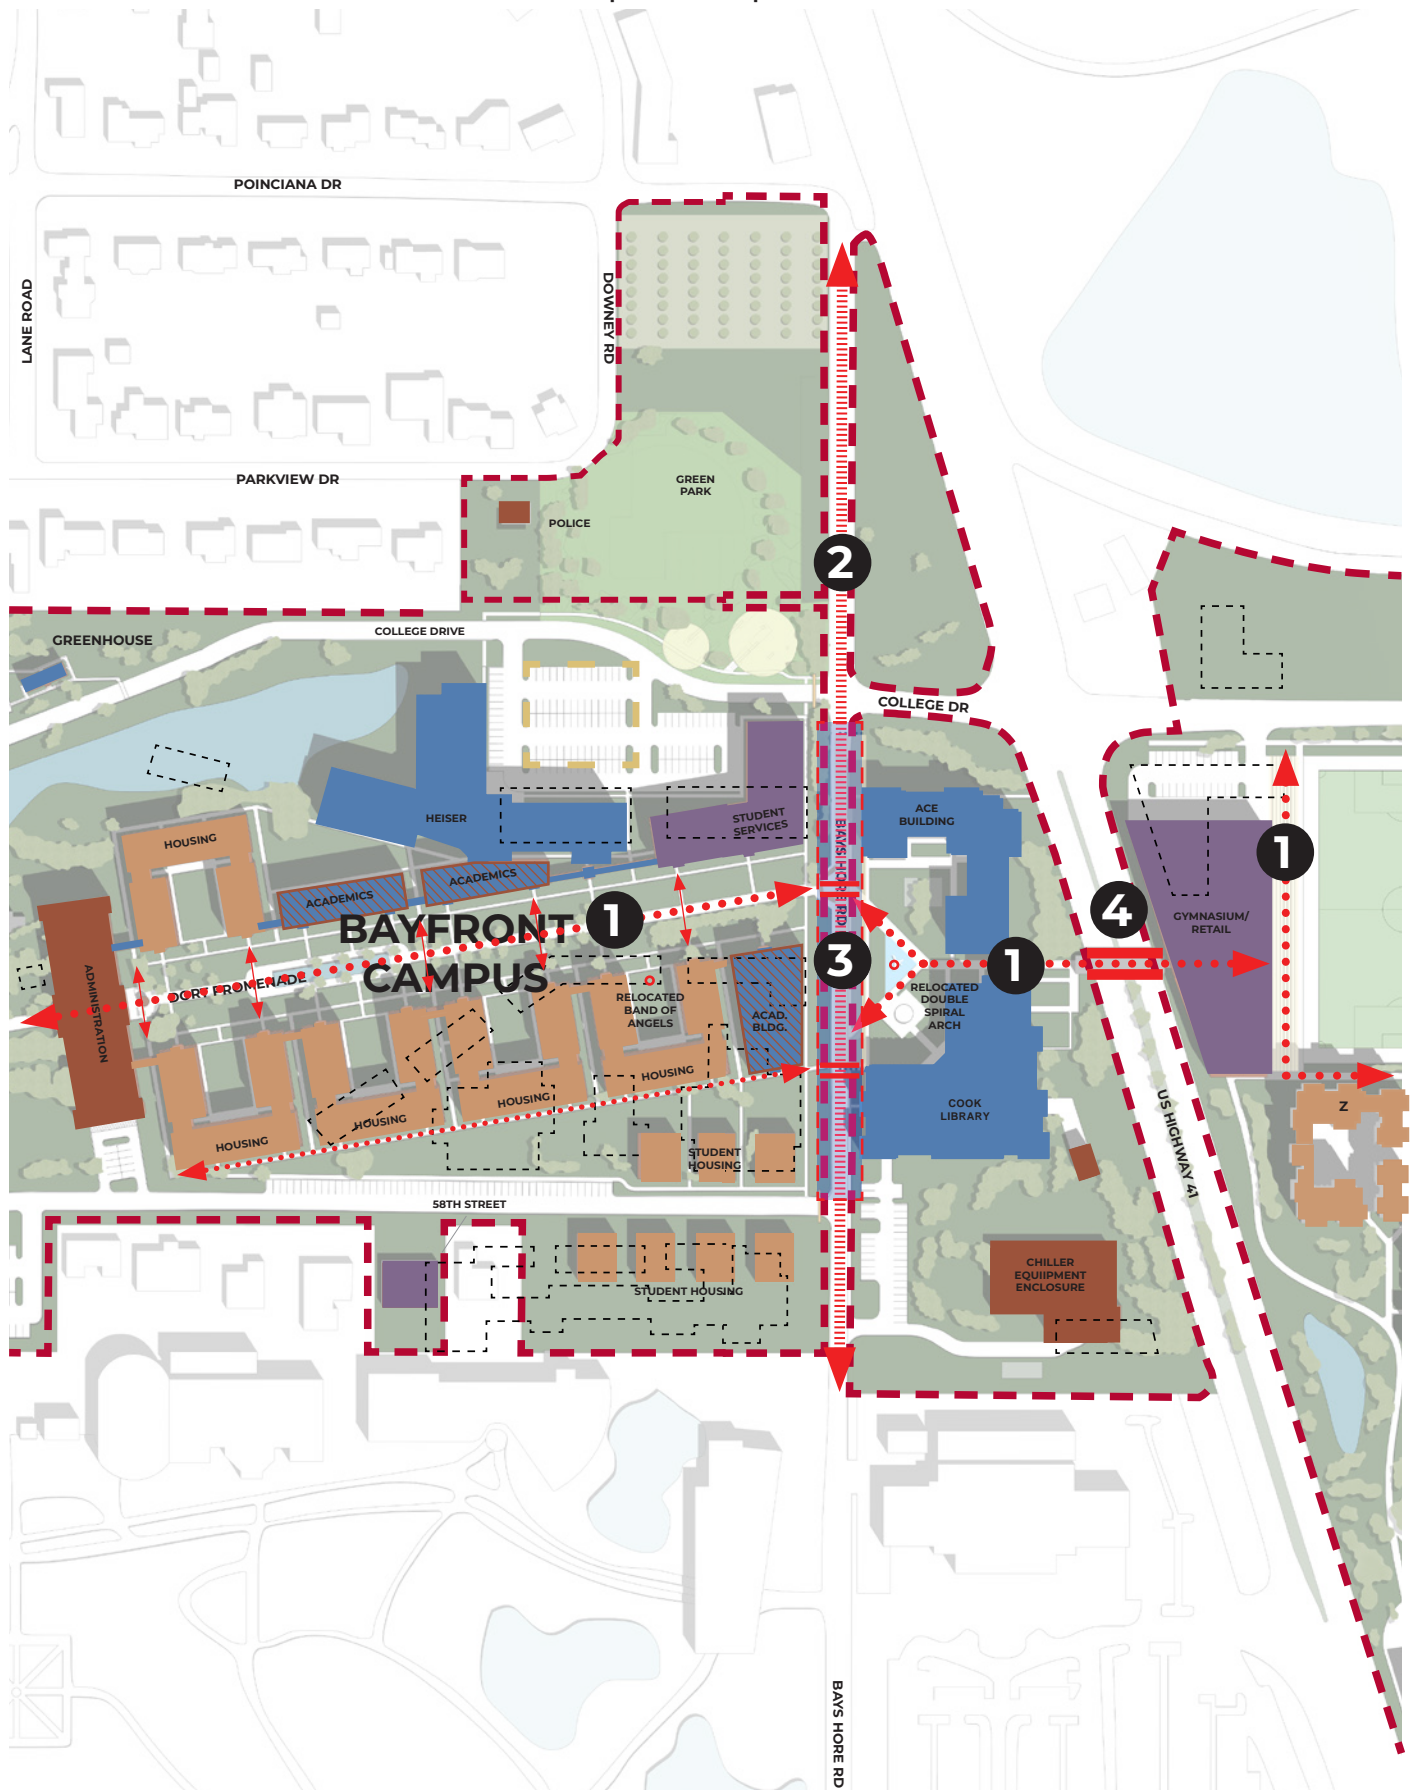 POINCIANA DR
LANE ROAD
DOWNEY RD
PARKVIEW DR
GREEN
PARK
POLICE
2
GREENHOUSE
COLLEGE DRIVE
COLLEGE DR
HEISER
STUDENT
SERVICES
ACE
BUILDING
BAYS HORE RD
HOUSING
ACADEMICS
ACADEMICS
1
4
GYMNASIUM/
RETAIL
1
BAYFRONT
CAMPUS
DORT PROMENADE
ADMINISTRATION
RELOCATED
BAND OF
ANGELS
ACAD.
BLDG.
3
1
RELOCATED
DOUBLE
SPIRAL
ARCH
HOUSING
HOUSING
HOUSING
HOUSING
COOK
LIBRARY
Z
US HIGHWAY 41
STUDENT
HOUSING
58TH STREET
STUDENT HOUSING
CHILLER
EQUIIPMENT
ENCLOSURE
BAYS HORE RD